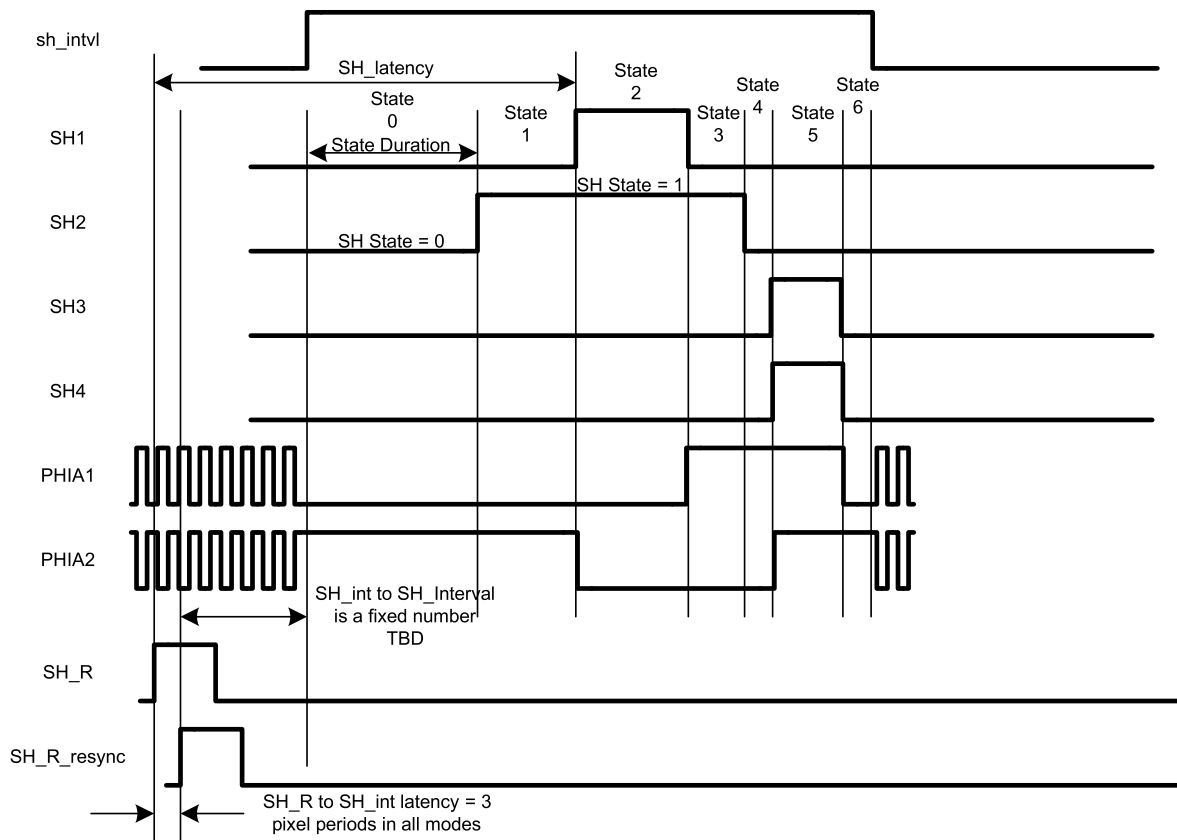 sh_intvl
SH_latency
State
0
State
1
State
2
State
3
State
4
State
5
State
6
SH1
State Duration
SH State = 1
SH2
SH State = 0
SH3
SH4
PHIA1
PHIA2
SH_int to SH_Interval
is a fixed number
TBD
SH_R
SH_R_resync
SH_R to SH_int latency = 3
pixel periods in all modes